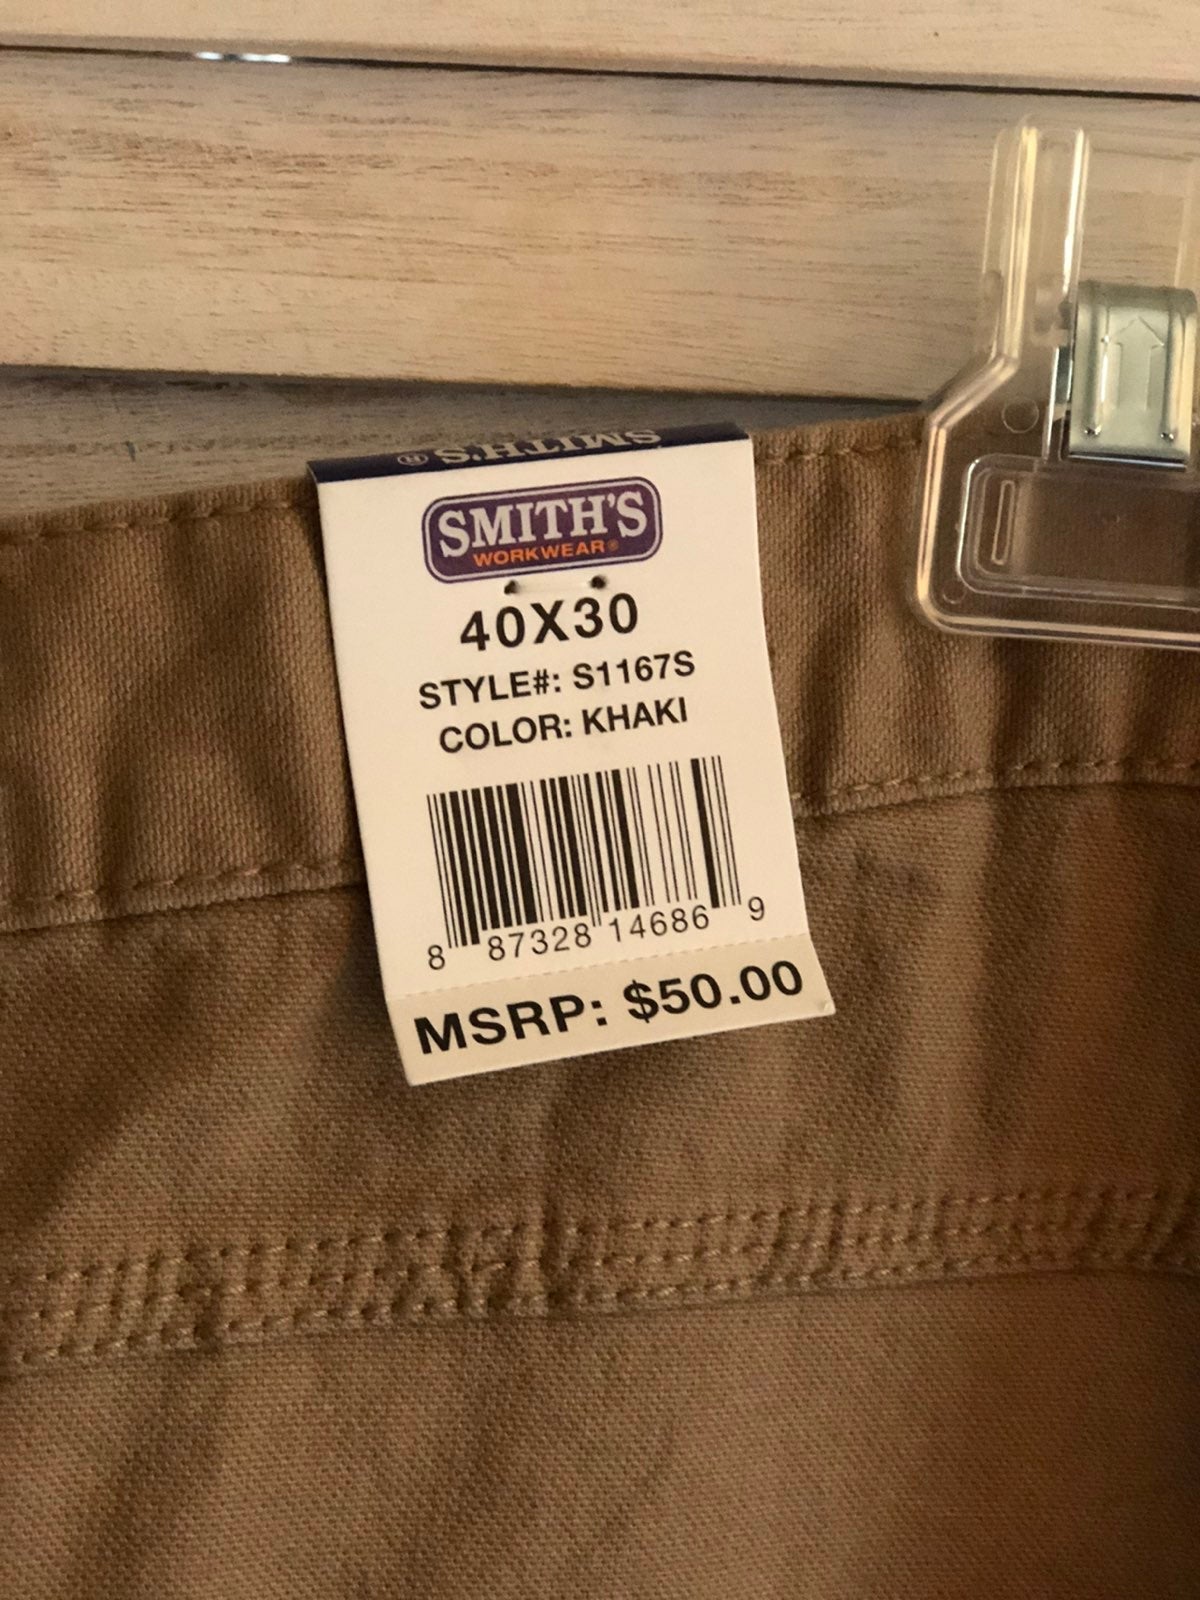 SMITH'S®
SMITH'S
WORKWEAR®
40X30
STYLE#: S1167S
COLOR: KHAKI
8 87328 14686 9
MSRP: $50.00